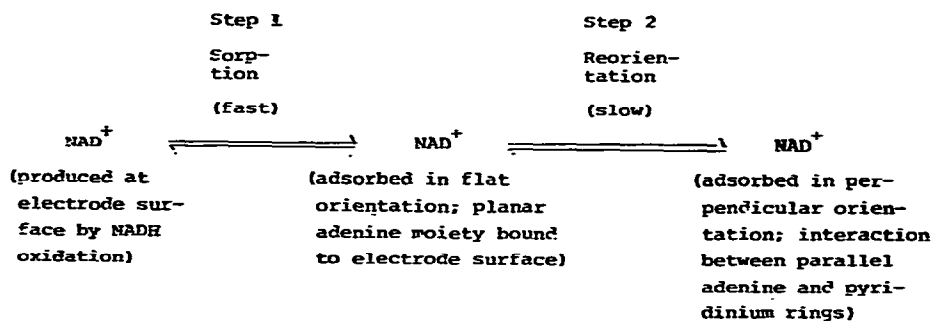 Step 1
Step 2
Sorp-
tion
Reorien-
tation
(fast)
(slow)
NAD+
NAD+
NAD+
(produced at
electrode sur-
face by NADH
oxidation)
(adsorbed in flat
orientation; planar
adenine moiety bound
to electrode surface)
(adsorbed in per-
pendicular orien-
tation; interaction
between parallel
adenine and pyri-
dinium rings)